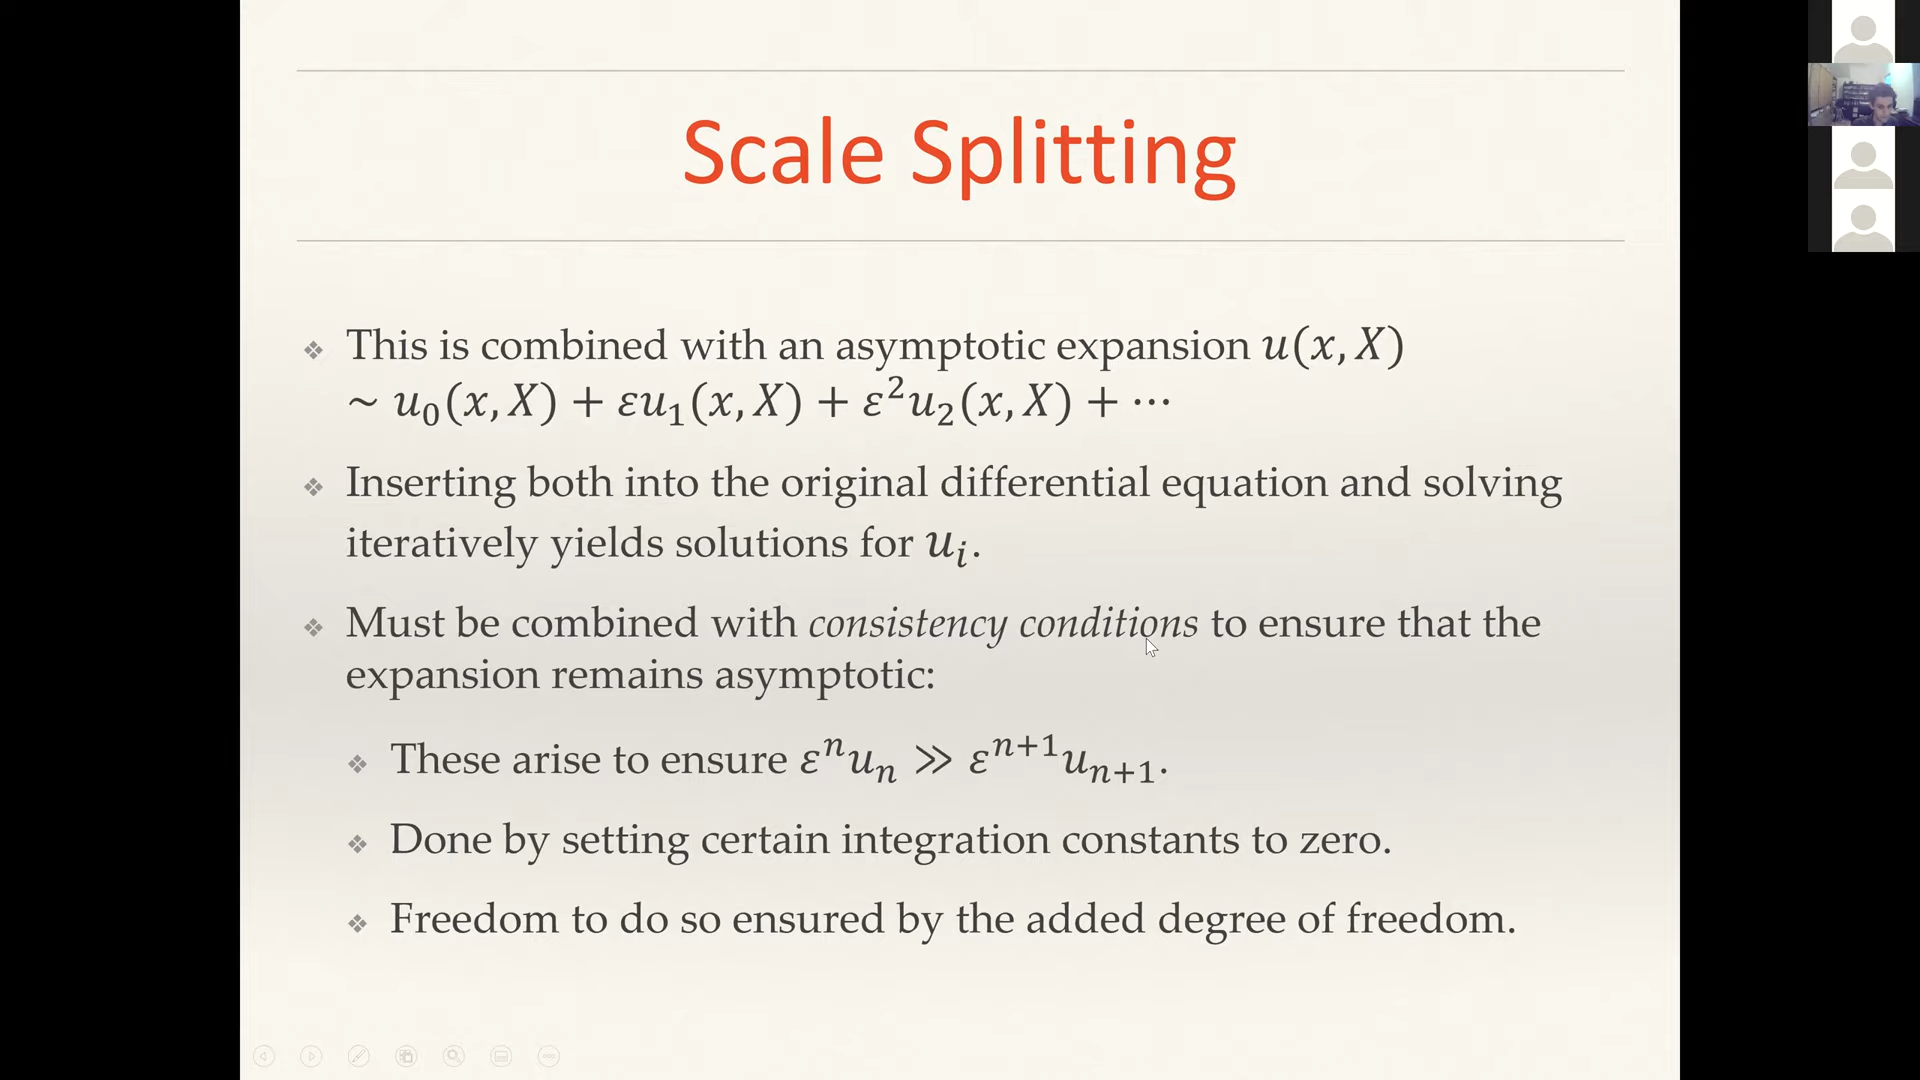 Scale Splitting
❖ This is combined with an asymptotic expansion u(x, X)
~ u₀(x, X) + εu₁(x, X) + ε²u₂(x, X) + ⋯
❖ Inserting both into the original differential equation and solving
iteratively yields solutions for uᵢ.
❖ Must be combined with consistency conditions to ensure that the
expansion remains asymptotic:
❖ These arise to ensure εⁿuₙ ≫ εⁿ⁺¹uₙ₊₁.
❖ Done by setting certain integration constants to zero.
❖ Freedom to do so ensured by the added degree of freedom.